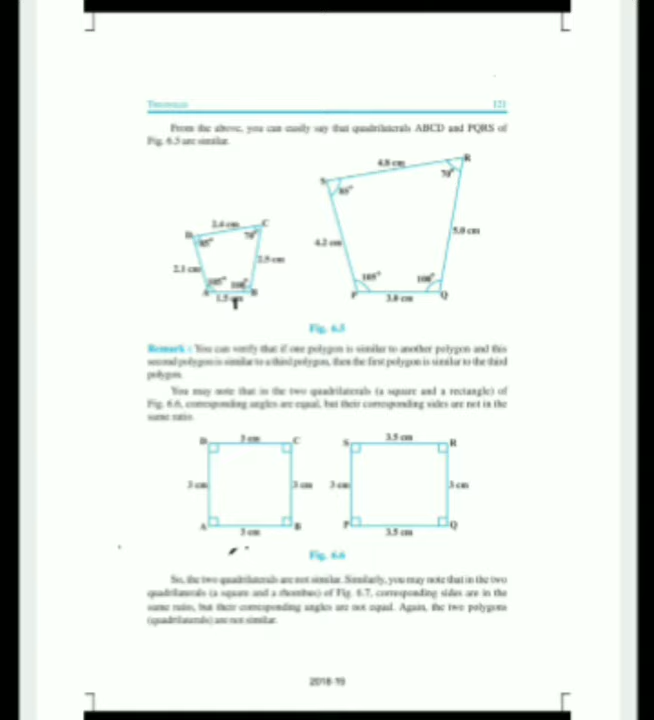 TRIANGLES 121
From the above, you can easily say that quadrilaterals ABCD and PQRS of
Fig. 6.5 are similar.
4.8 cm R
S 70°
85°
2.4 cm C
D 70°
85°
4.2 cm 5.0 cm
2.1 cm 2.5 cm
105° 100°
105° 100°
A 1.5 cm B
P 3.0 cm Q
Fig. 6.5
Remark : You can verify that if one polygon is similar to another polygon and this
second polygon is similar to a third polygon, then the first polygon is similar to the third
polygon.
You may note that in the two quadrilaterals (a square and a rectangle) of
Fig. 6.6, corresponding angles are equal, but their corresponding sides are not in the
same ratio.
D 3 cm C S 3.5 cm R
3 cm 3 cm 3 cm 3 cm
A 3 cm B P 3.5 cm Q
Fig. 6.6
So, the two quadrilaterals are not similar. Similarly, you may note that in the two
quadrilaterals (a square and a rhombus) of Fig. 6.7, corresponding sides are in the
same ratio, but their corresponding angles are not equal. Again, the two polygons
(quadrilaterals) are not similar.
2018-19